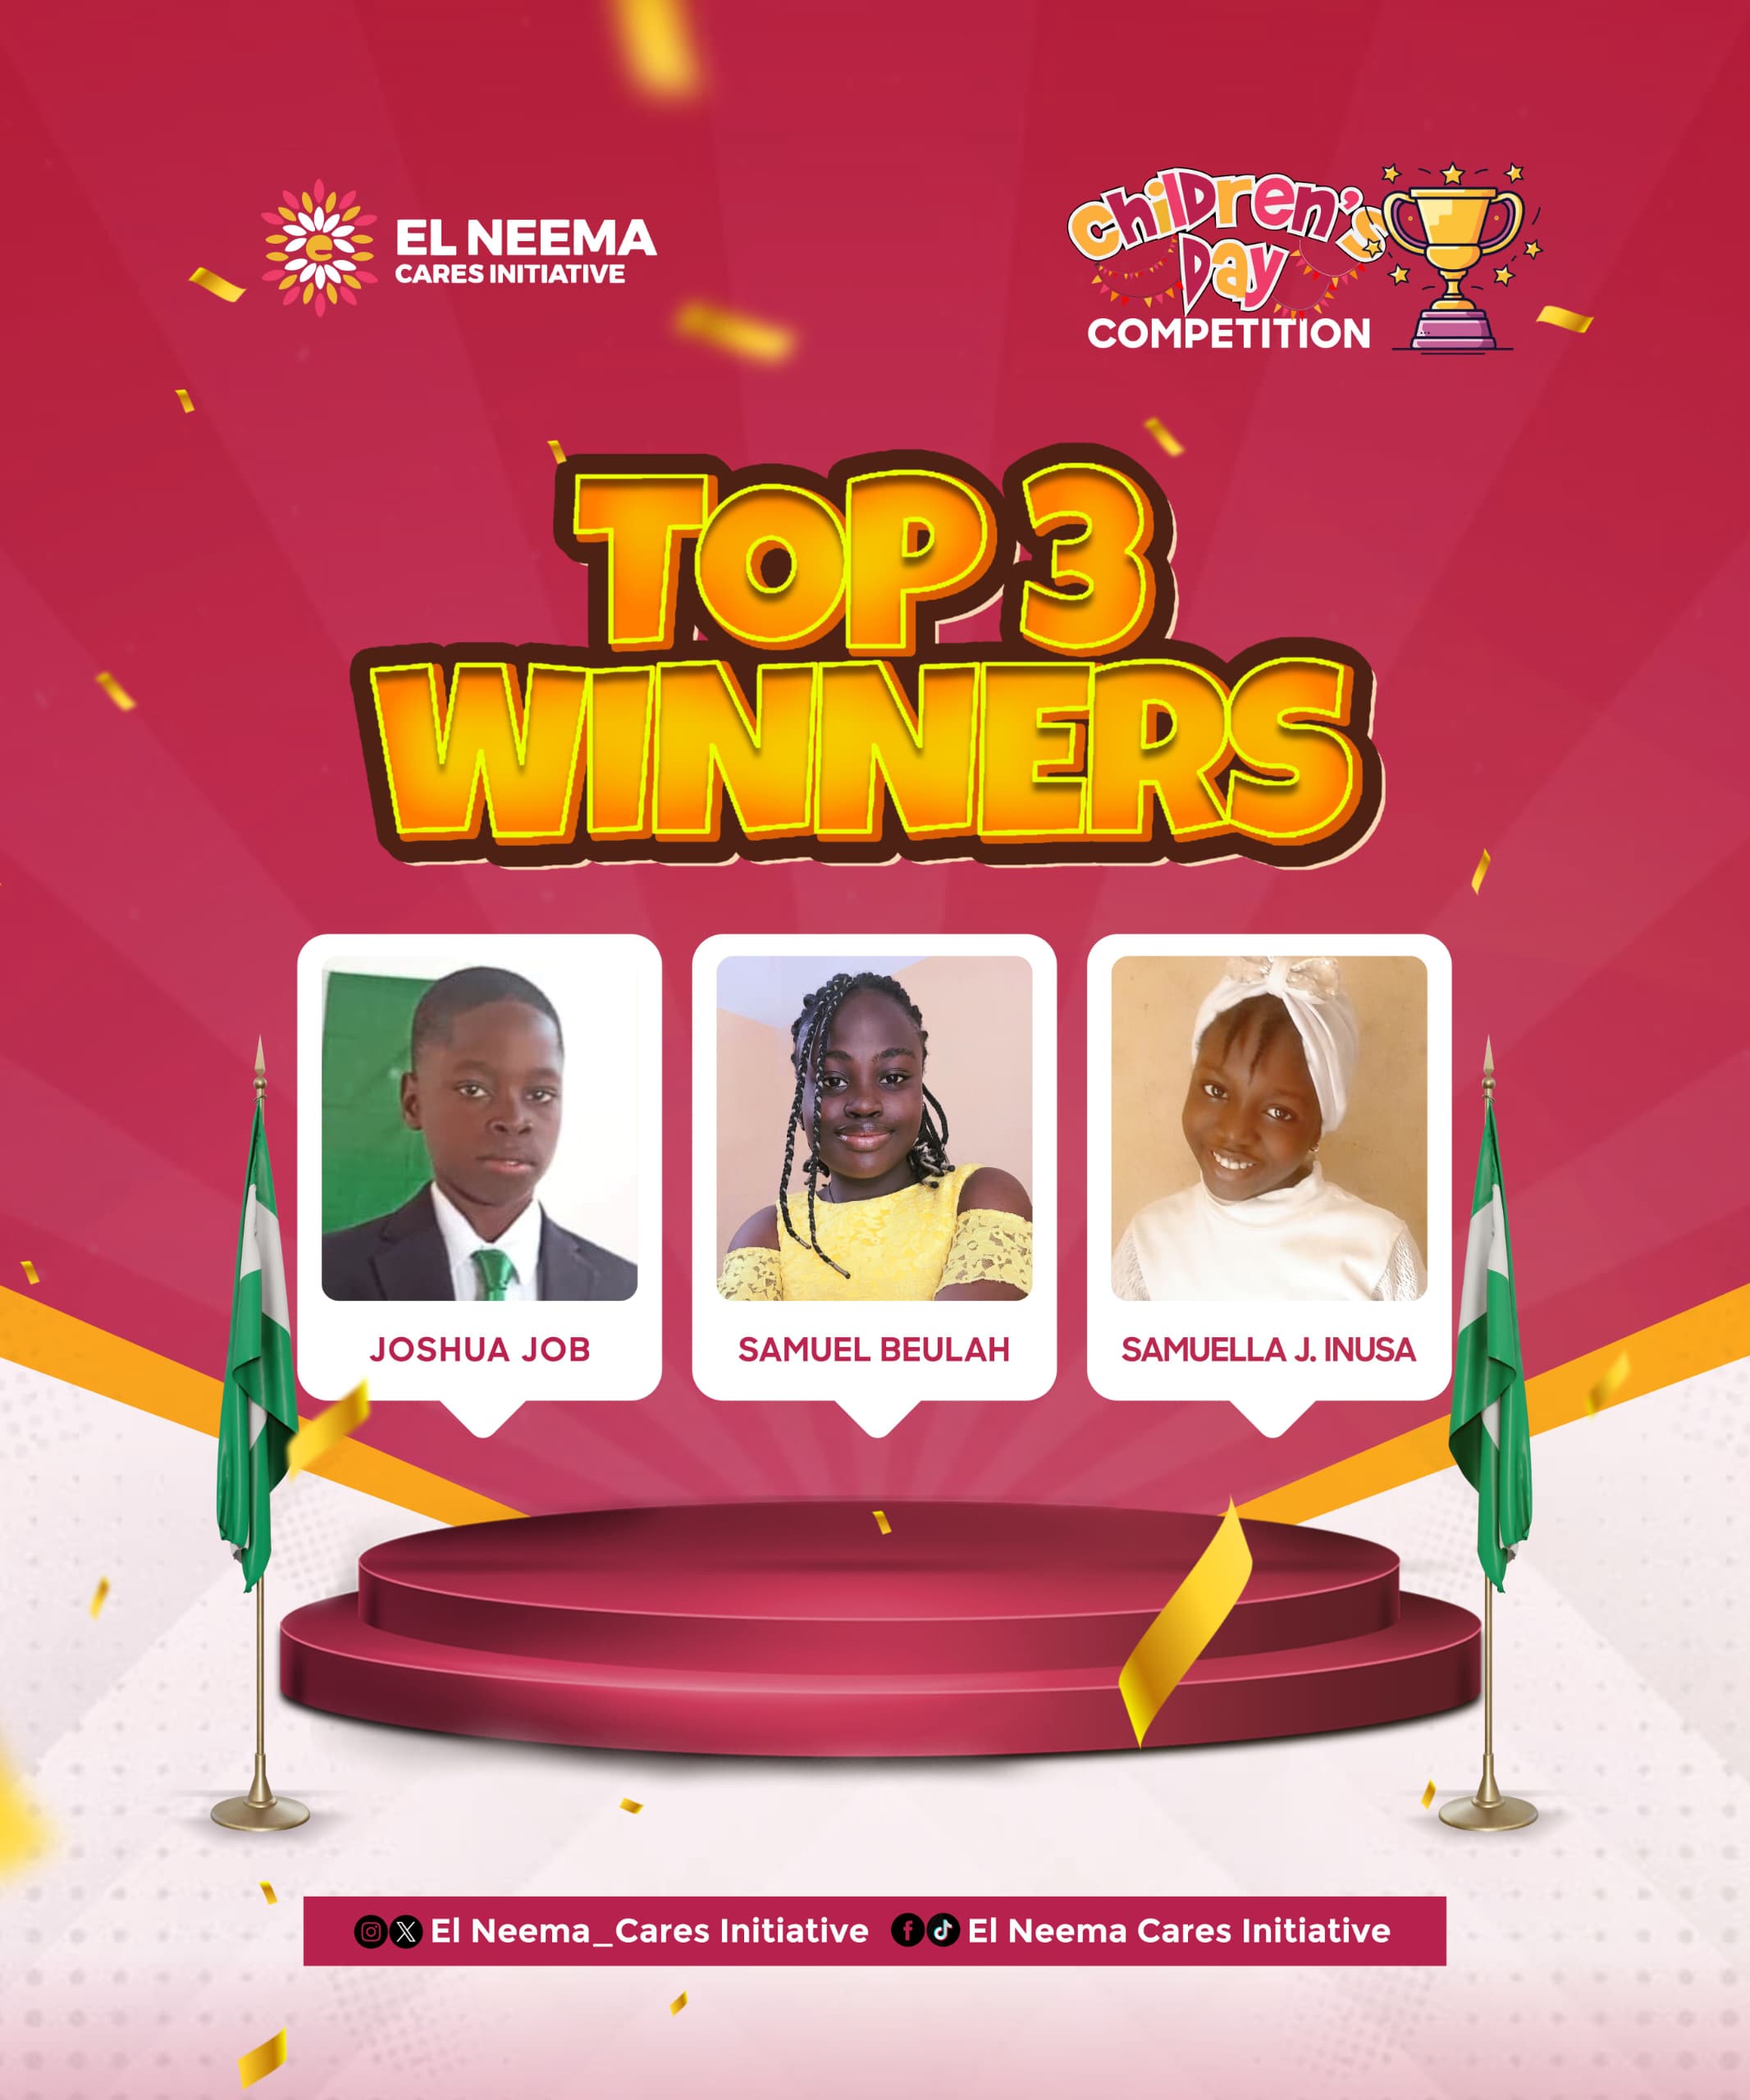 EL NEEMA
CARES INITIATIVE
Children's
Day
COMPETITION
TOP 3
WINNERS
JOSHUA JOB
SAMUEL BEULAH
SAMUELLA J. INUSA
El Neema_Cares Initiative
El Neema Cares Initiative